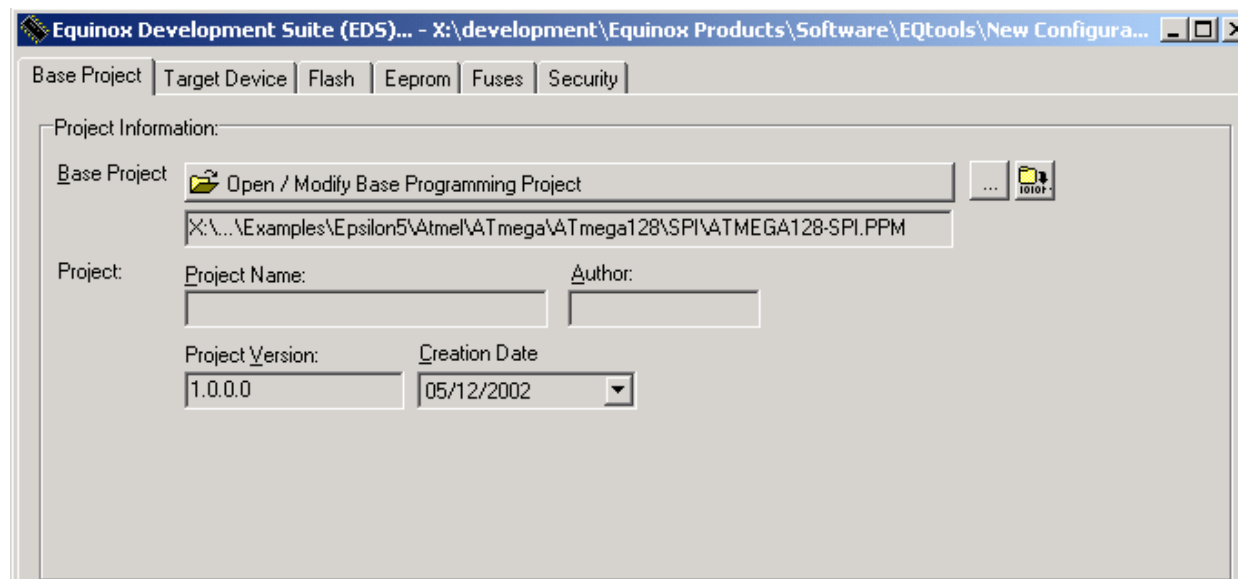 Equinox Development Suite (EDS)... - X:\development\Equinox Products\Software\EQtools\New Configura...
Base Project Target Device Flash Eeprom Fuses Security
Project Information:
Base Project Open / Modify Base Programming Project ...
X:\...\Examples\Epsilon5\Atmel\ATmega\ATmega128\SPI\ATMEGA128-SPI.PPM
Project: Project Name: Author:
Project Version: Creation Date
1.0.0.0 05/12/2002